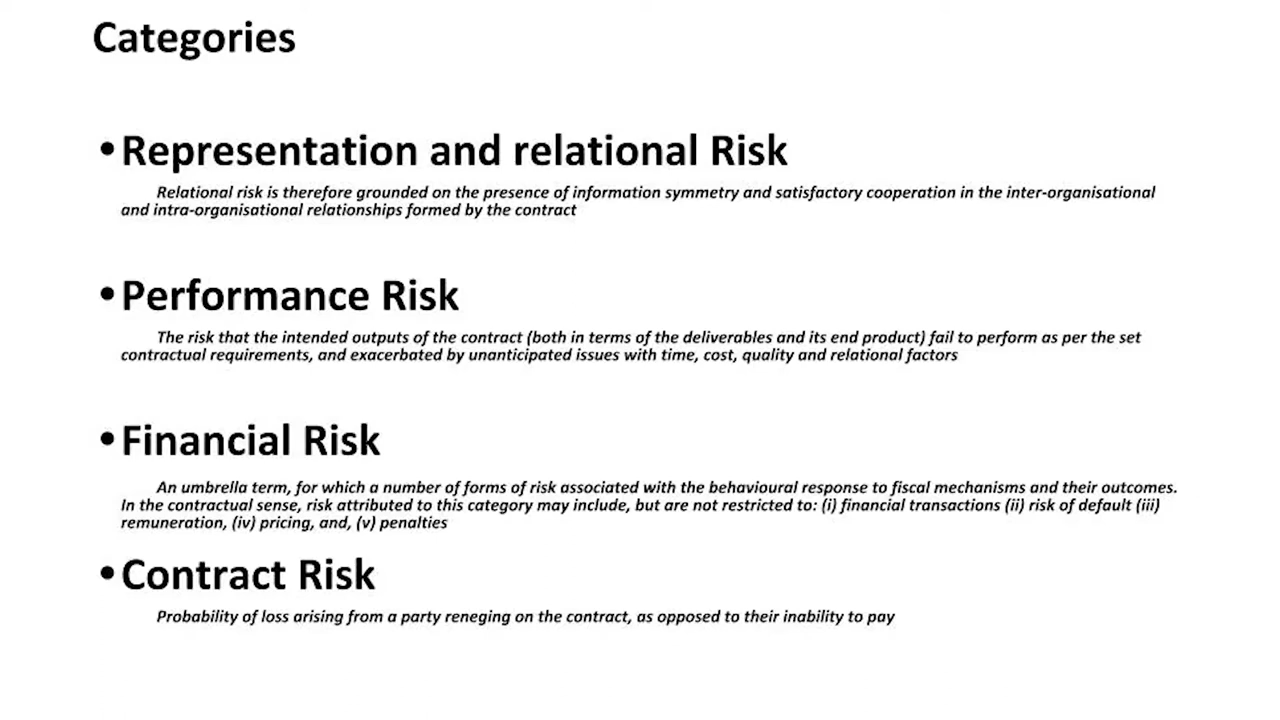 Categories
•Representation and relational Risk
Relational risk is therefore grounded on the presence of information symmetry and satisfactory cooperation in the inter-organisational
and intra-organisational relationships formed by the contract
•Performance Risk
The risk that the intended outputs of the contract (both in terms of the deliverables and its end product) fail to perform as per the set
contractual requirements, and exacerbated by unanticipated issues with time, cost, quality and relational factors
•Financial Risk
An umbrella term, for which a number of forms of risk associated with the behavioural response to fiscal mechanisms and their outcomes.
In the contractual sense, risk attributed to this category may include, but are not restricted to: (i) financial transactions (ii) risk of default (iii)
remuneration, (iv) pricing, and, (v) penalties
•Contract Risk
Probability of loss arising from a party reneging on the contract, as opposed to their inability to pay